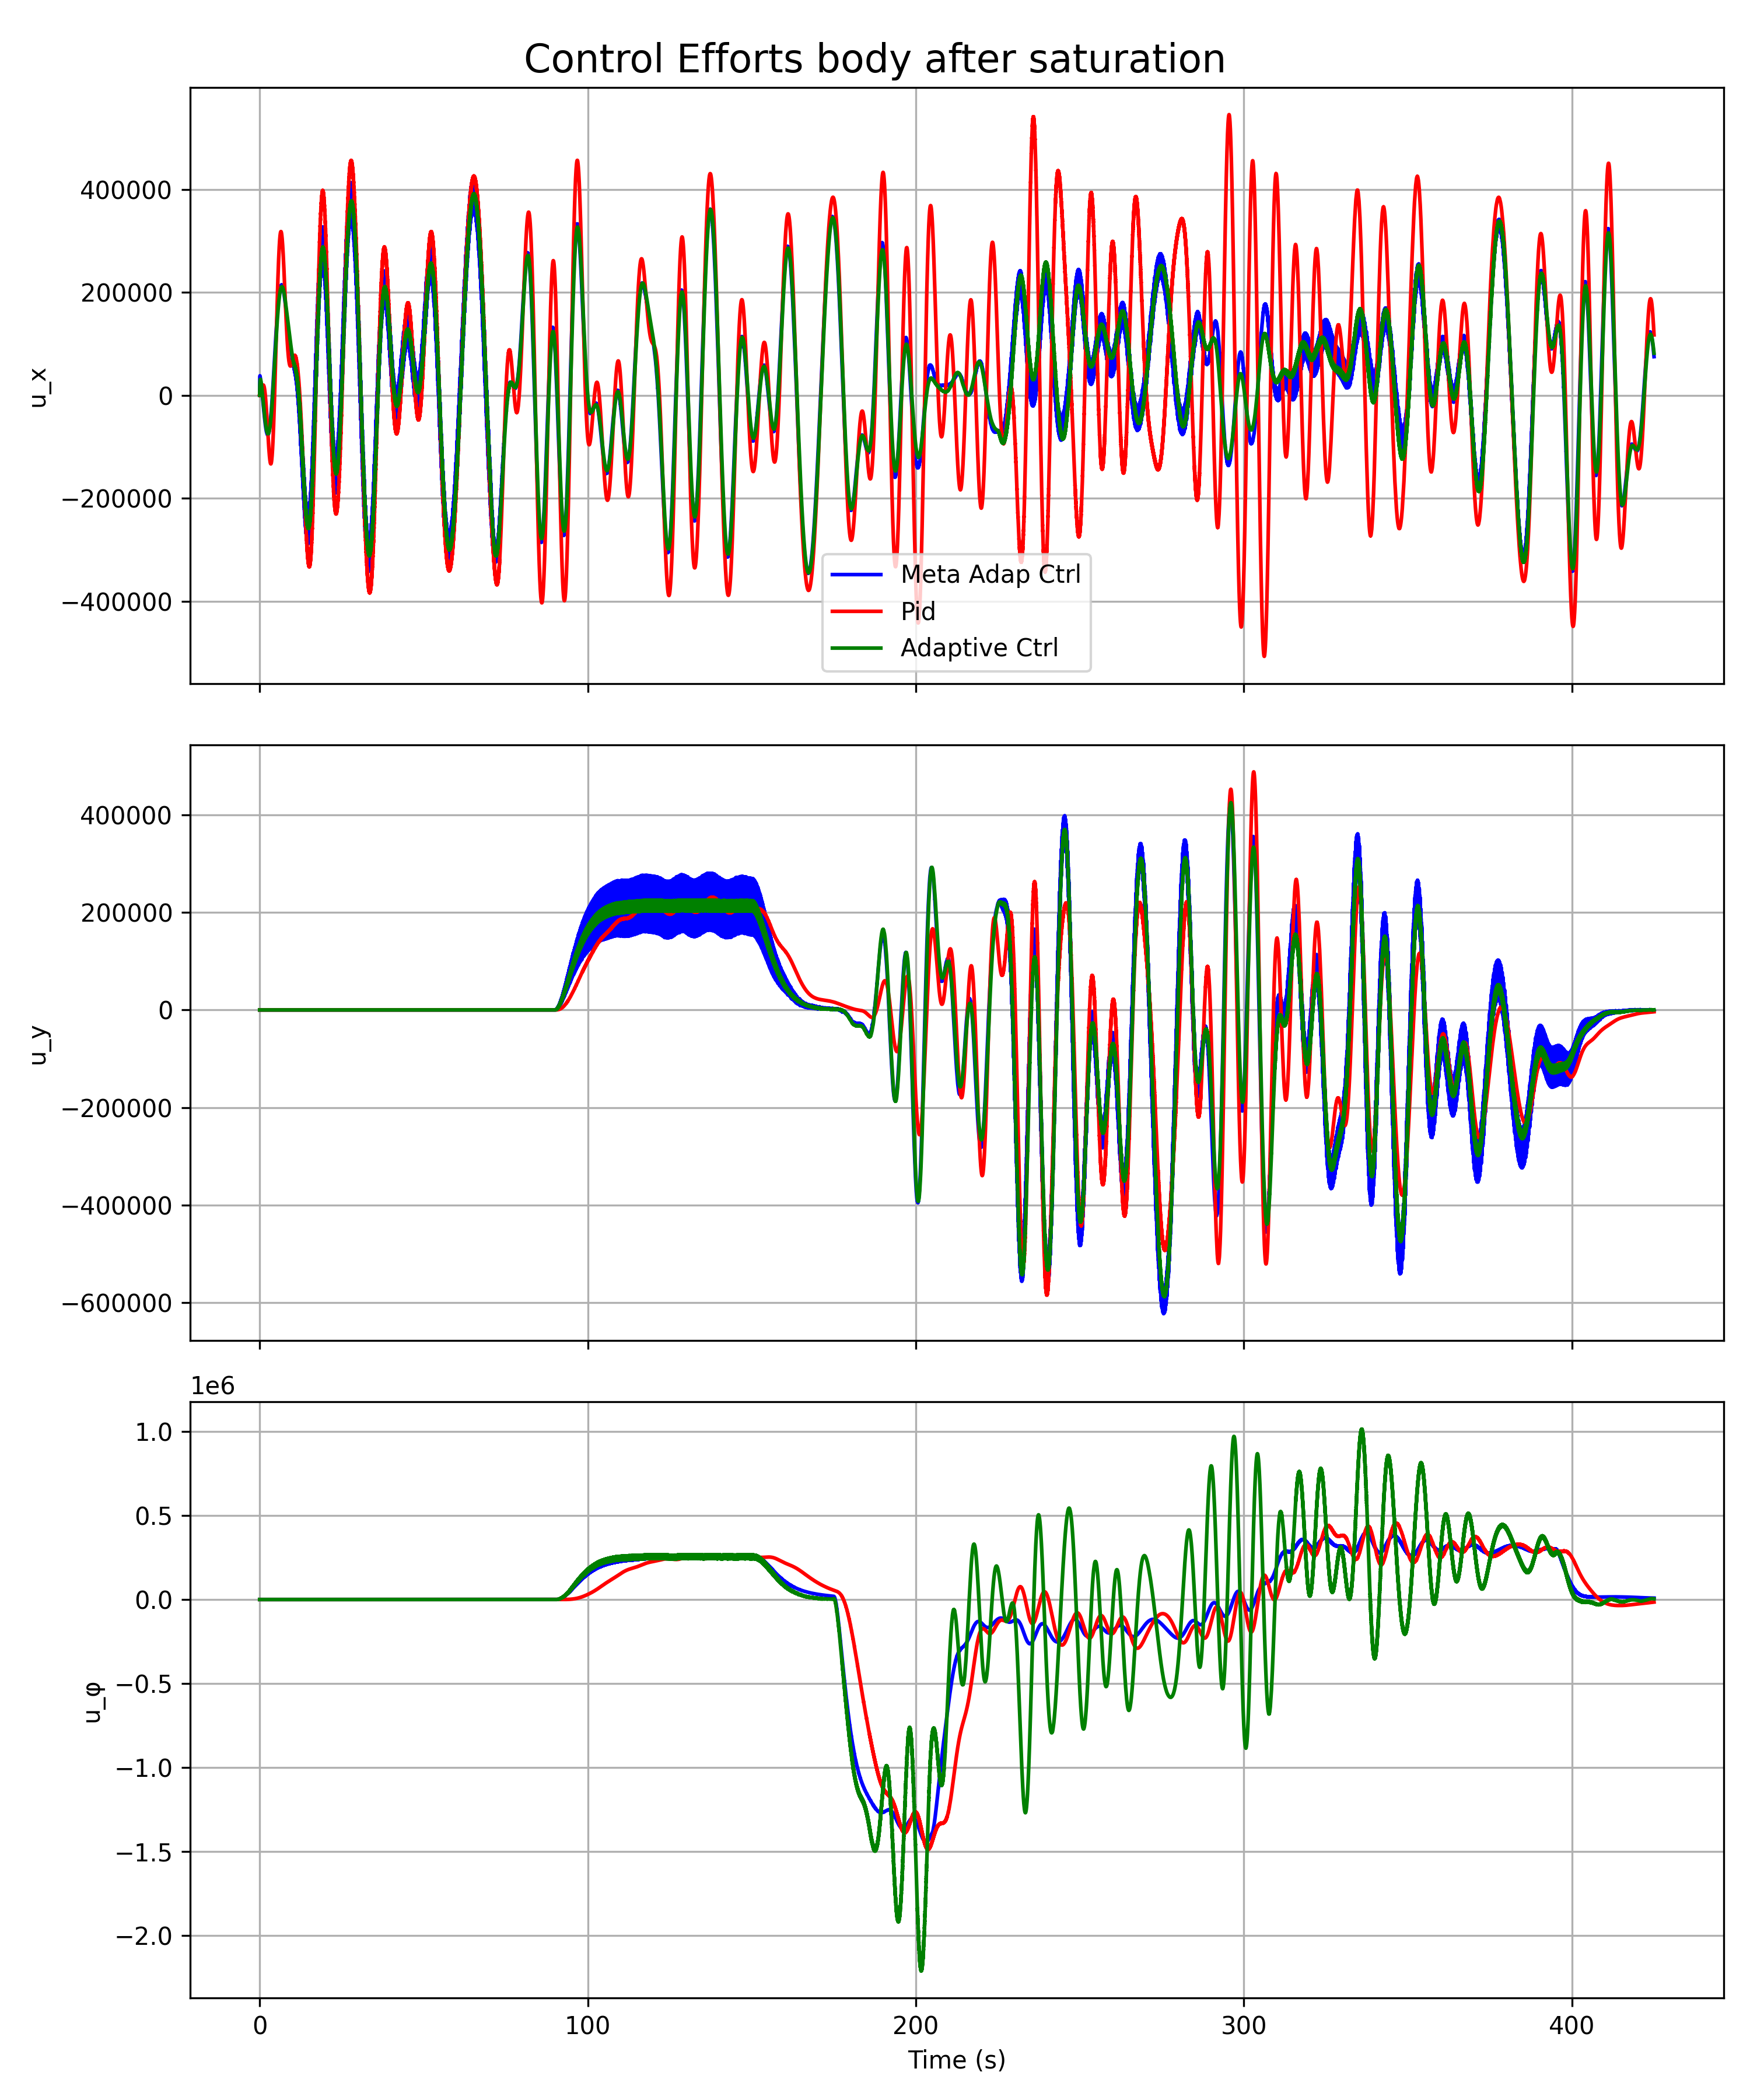 Control Efforts body after saturation
400000
200000
0
−200000
−400000
u_x
Meta Adap Ctrl
Pid
Adaptive Ctrl
400000
200000
0
−200000
−400000
−600000
u_y
1e6
1.0
0.5
0.0
−0.5
−1.0
−1.5
−2.0
u_φ
0 100 200 300 400
Time (s)